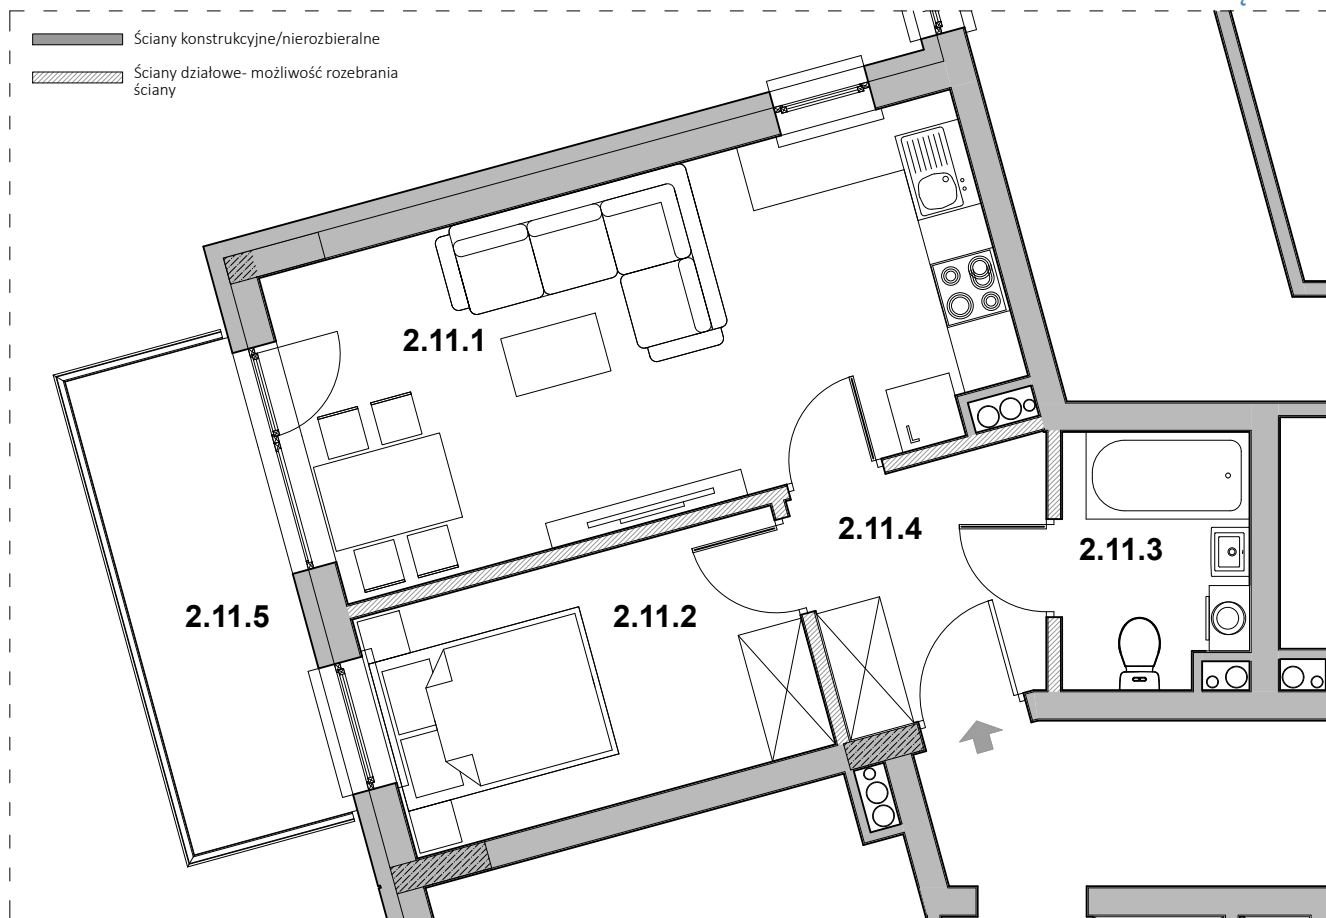 Ściany konstrukcyjne/nierozbieralne
Ściany działowe- możliwość rozebrania
ściany
2.11.1
L
2.11.4
2.11.3
2.11.5
2.11.2